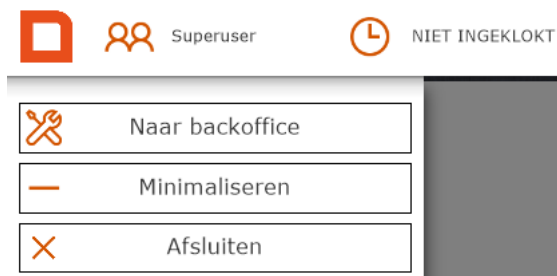 Superuser
NIET INGEKLOKT
Naar backoffice
Minimaliseren
Afsluiten